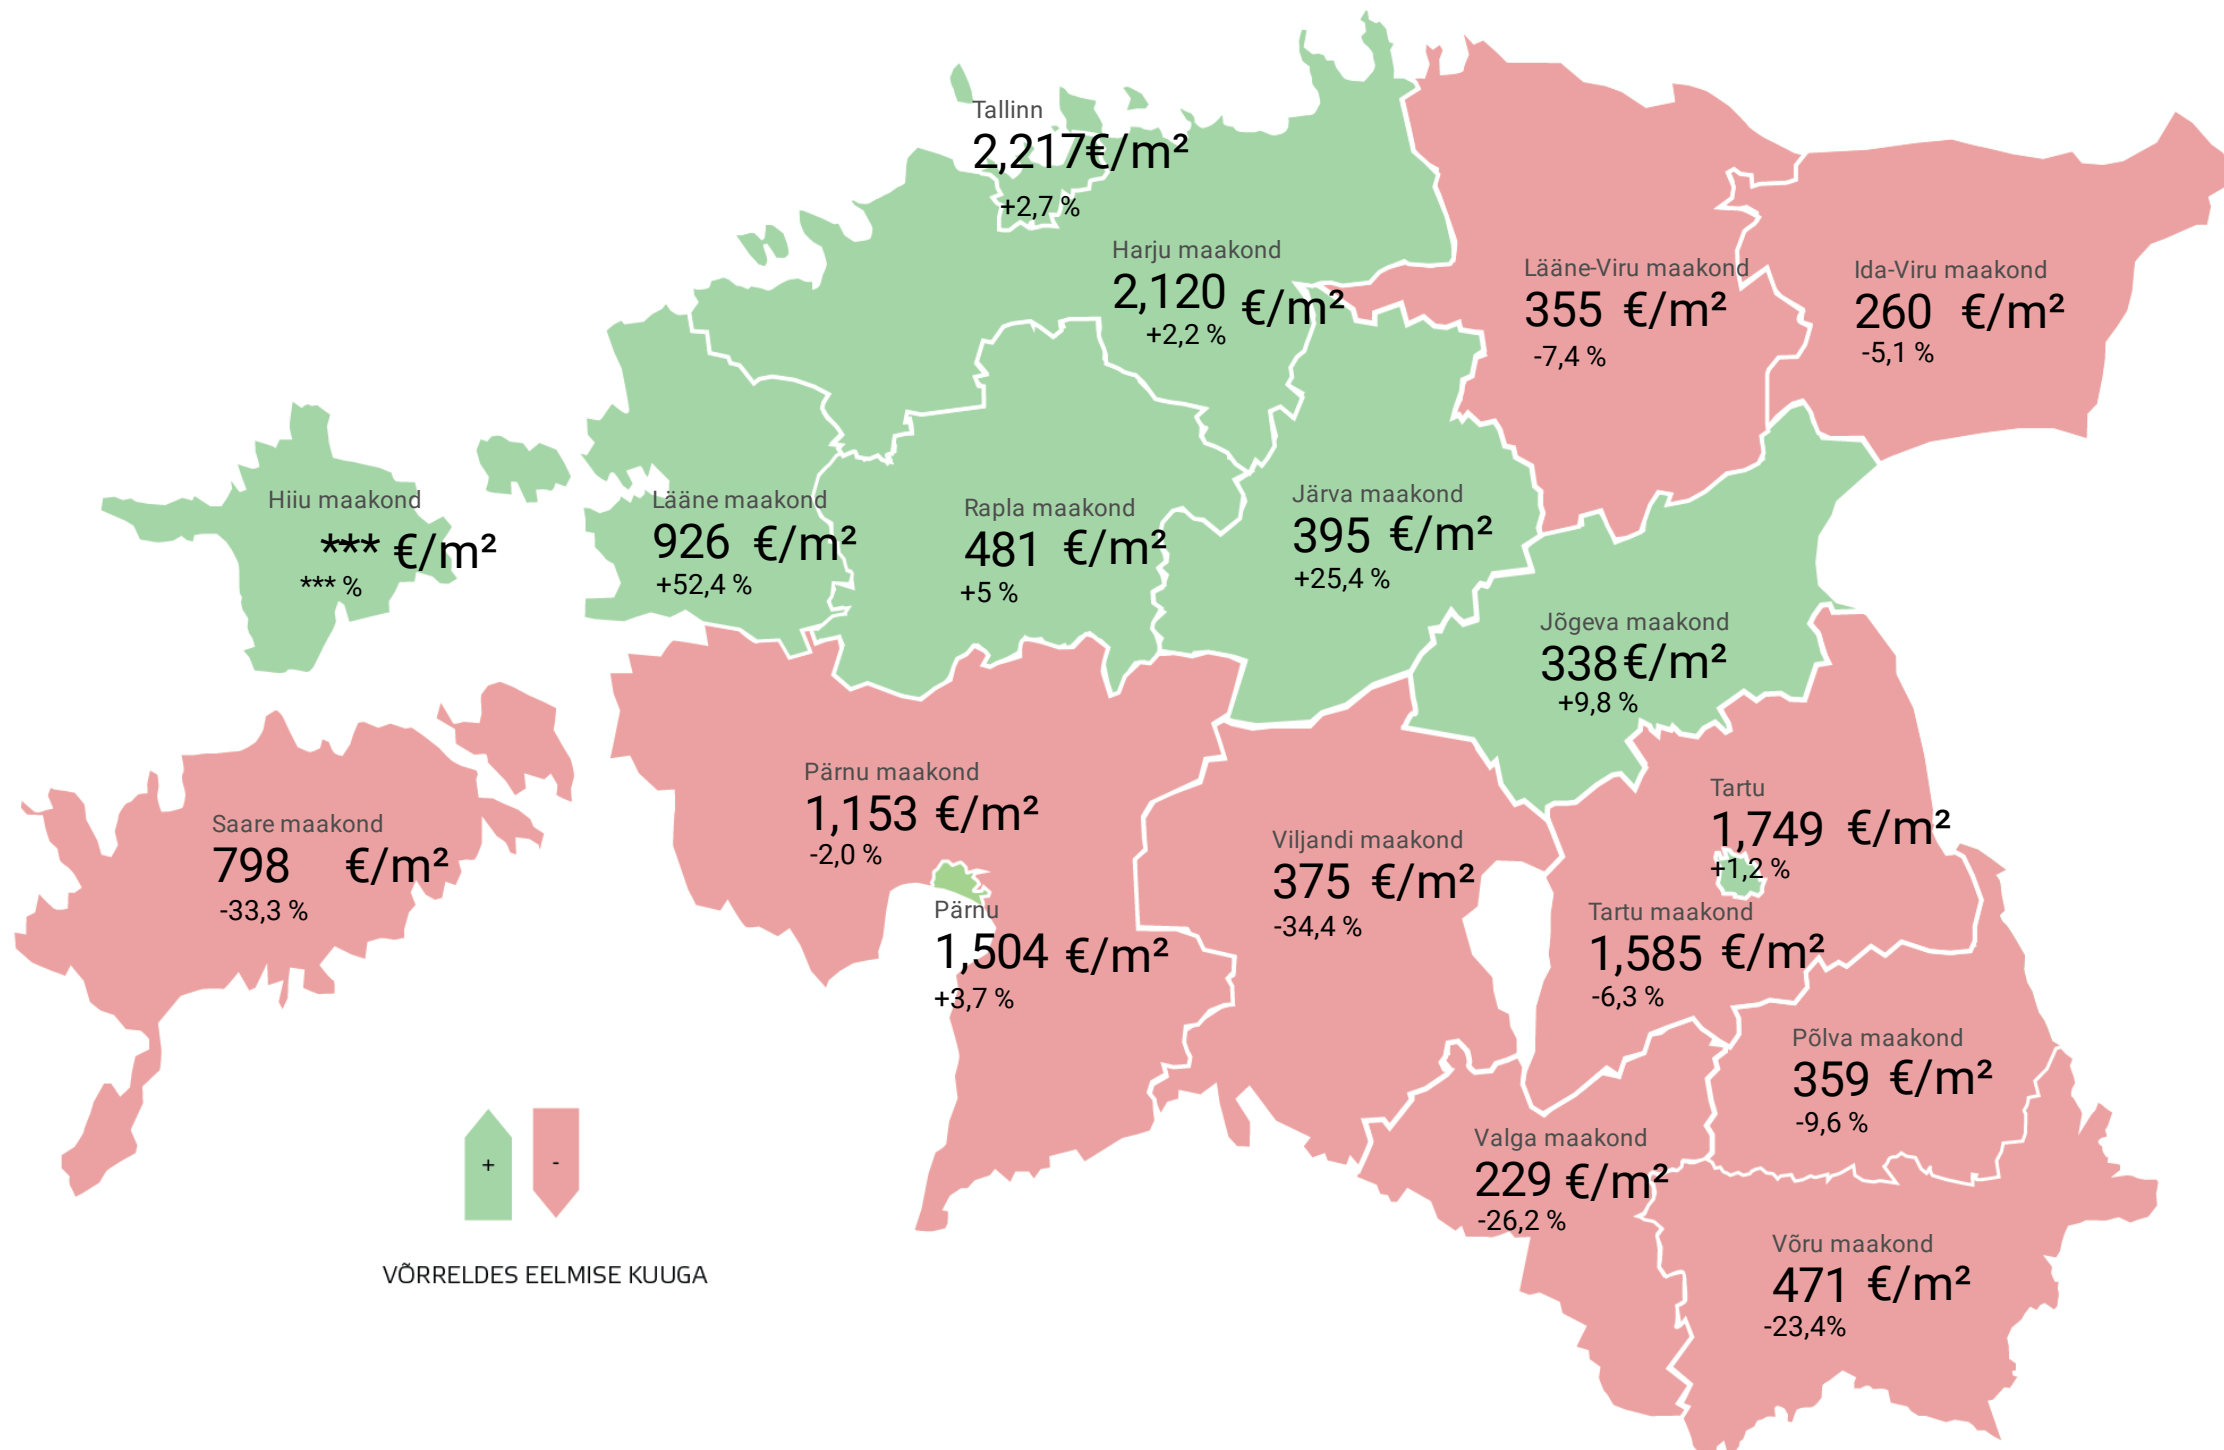 Tallinn
2,217€/m²
+2,7 %
Harju maakond
2,120 €/m²
+2,2 %
Lääne-Viru maakond
355 €/m²
-7,4 %
Ida-Viru maakond
260 €/m²
-5,1 %
Hiiu maakond
*** €/m²
*** %
Lääne maakond
926 €/m²
+52,4 %
Rapla maakond
481 €/m²
+5 %
Järva maakond
395 €/m²
+25,4 %
Jõgeva maakond
338 €/m²
+9,8 %
Saare maakond
798 €/m²
-33,3 %
Pärnu maakond
1,153 €/m²
-2,0 %
Pärnu
1,504 €/m²
+3,7 %
Viljandi maakond
375 €/m²
-34,4 %
Tartu
1,749 €/m²
+1,2 %
Tartu maakond
1,585 €/m²
-6,3 %
Põlva maakond
359 €/m²
-9,6 %
Valga maakond
229 €/m²
-26,2 %
Võru maakond
471 €/m²
-23,4%
+ -
VÕRRELDES EELMISE KUUGA